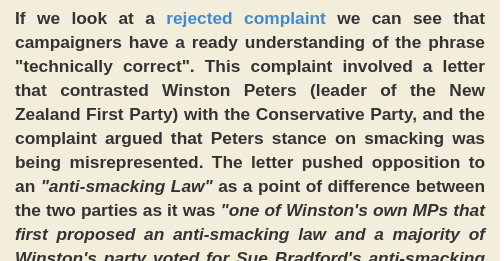 If we look at a rejected complaint we can see that
campaigners have a ready understanding of the phrase
"technically correct". This complaint involved a letter
that contrasted Winston Peters (leader of the New
Zealand First Party) with the Conservative Party, and the
complaint argued that Peters stance on smacking was
being misrepresented. The letter pushed opposition to
an "anti-smacking Law" as a point of difference between
the two parties as it was "one of Winston's own MPs that
first proposed an anti-smacking law and a majority of
Winston's party voted for Sue Bradford's anti-smacking